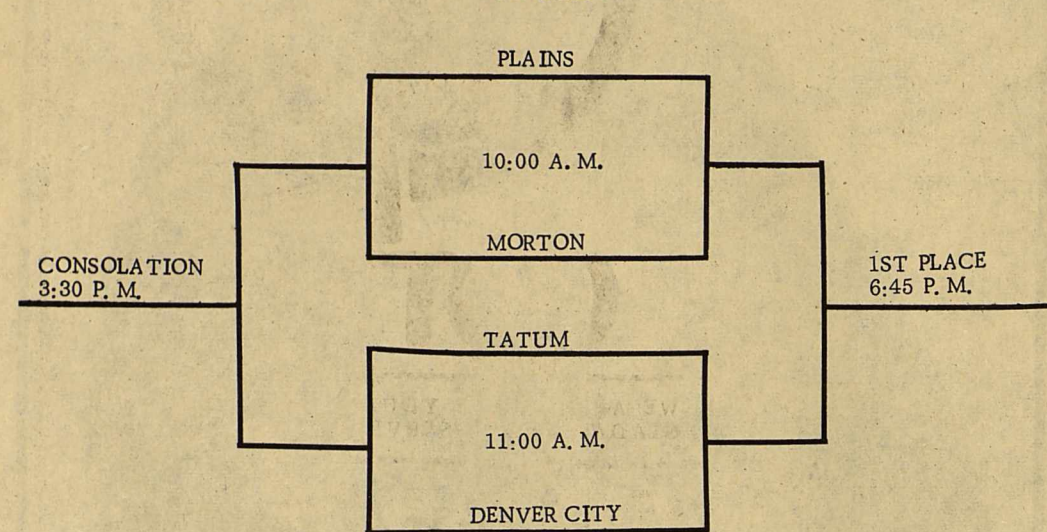 PLAINS
10:00 A. M.
MORTON
CONSOLATION
3:30 P. M.
1ST PLACE
6:45 P. M.
TATUM
11:00 A. M.
DENVER CITY